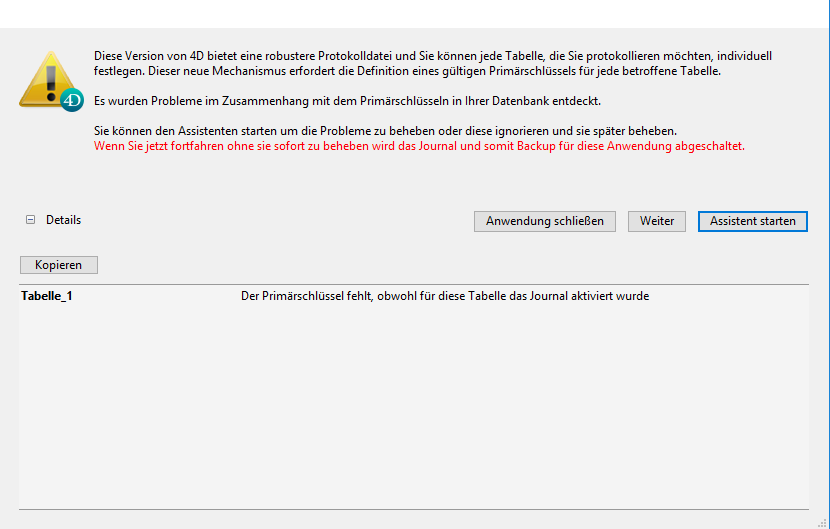 Diese Version von 4D bietet eine robustere Protokolldatei und Sie können jede Tabelle, die Sie protokollieren möchten, individuell
festlegen. Dieser neue Mechanismus erfordert die Definition eines gültigen Primärschlüssels für jede betroffene Tabelle.
Es wurden Probleme im Zusammenhang mit dem Primärschlüseln in Ihrer Datenbank entdeckt.
Sie können den Assistenten starten um die Probleme zu beheben oder diese ignorieren und sie später beheben.
Wenn Sie jetzt fortfahren ohne sie sofort zu beheben wird das Journal und somit Backup für diese Anwendung abgeschaltet.
4D
Details
Anwendung schließen
Weiter
Assistent starten
Kopieren
Tabelle_1 Der Primärschlüssel fehlt, obwohl für diese Tabelle das Journal aktiviert wurde